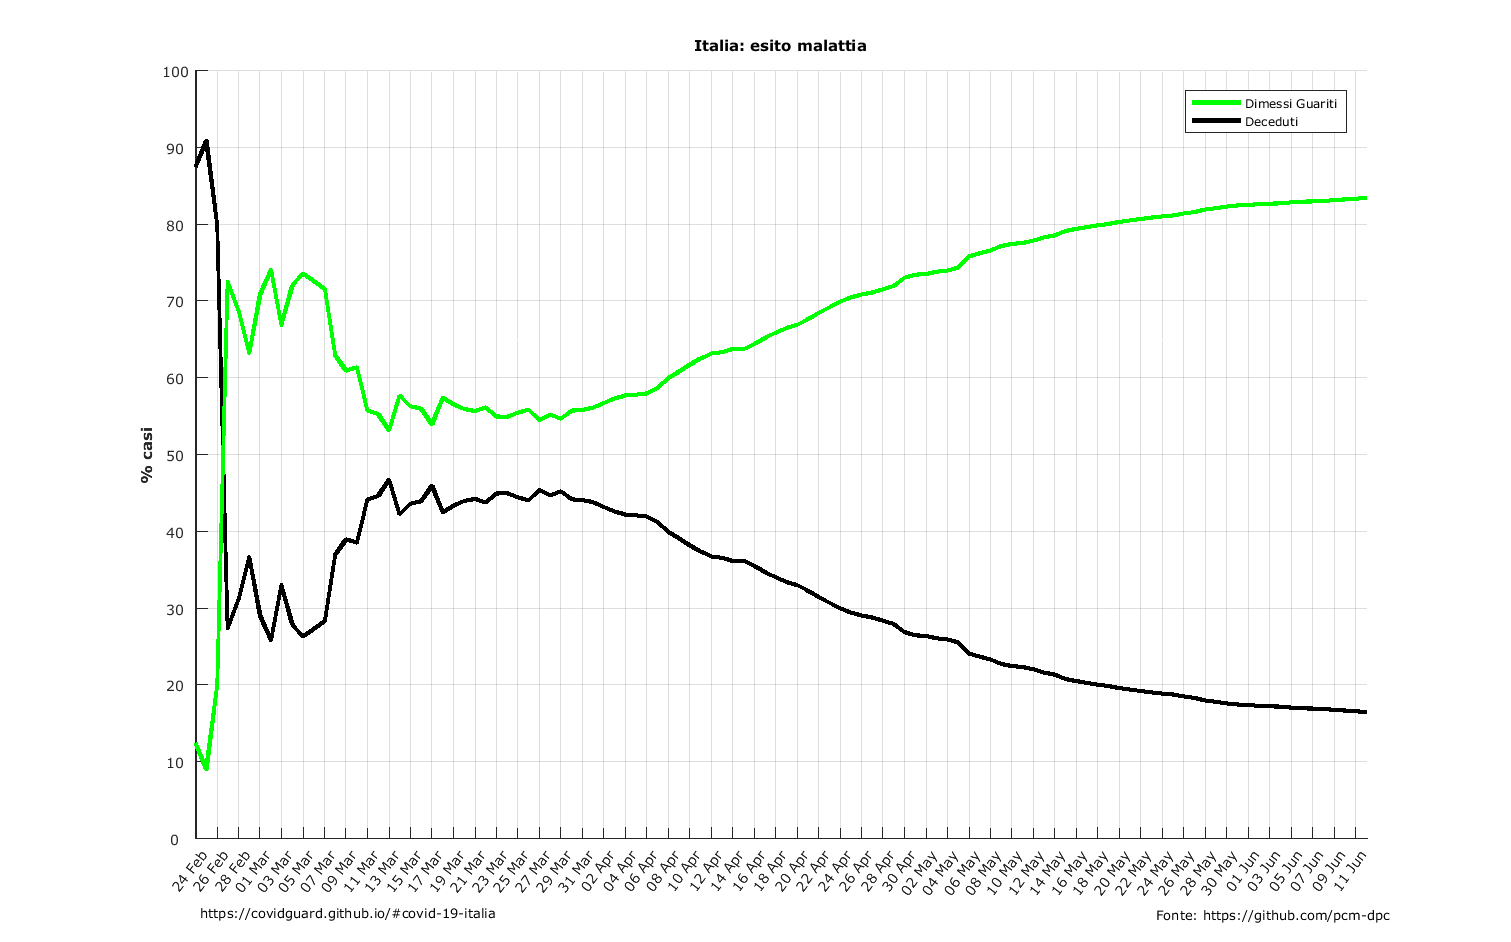 Italia: esito malattia
Dimessi Guariti
Deceduti
% casi
100
90
80
70
60
50
40
30
20
10
0
24 Feb
26 Feb
28 Feb
01 Mar
03 Mar
05 Mar
07 Mar
09 Mar
11 Mar
13 Mar
15 Mar
17 Mar
19 Mar
21 Mar
23 Mar
25 Mar
27 Mar
29 Mar
31 Mar
02 Apr
04 Apr
06 Apr
08 Apr
10 Apr
12 Apr
14 Apr
16 Apr
18 Apr
20 Apr
22 Apr
24 Apr
26 Apr
28 Apr
30 Apr
02 May
04 May
06 May
08 May
10 May
12 May
14 May
16 May
18 May
20 May
22 May
24 May
26 May
28 May
30 May
01 Jun
03 Jun
05 Jun
07 Jun
09 Jun
11 Jun
https://covidguard.github.io/#covid-19-italia
Fonte: https://github.com/pcm-dpc